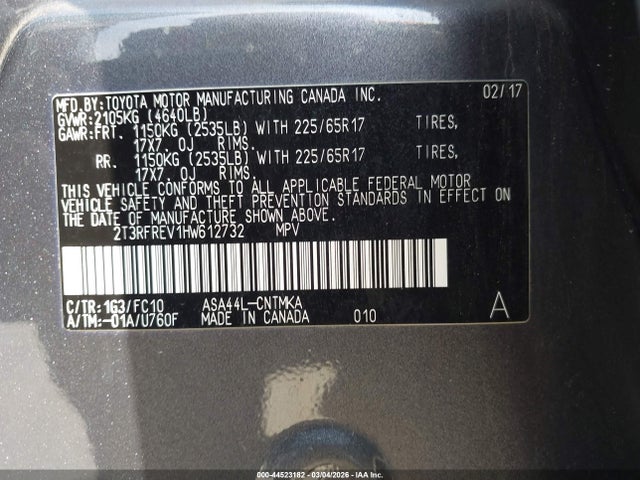 MFD.BY:TOYOTA MOTOR MANUFACTURING CANADA INC. 02/17
GVWR:2105KG (4640LB)
GAWR:FRT. 1150KG (2535LB) WITH 225/65R17 TIRES,
17X7.0J RIMS.
RR. 1150KG (2535LB) WITH 225/65R17 TIRES,
17X7.0J RIMS.
THIS VEHICLE CONFORMS TO ALL APPLICABLE FEDERAL MOTOR
VEHICLE SAFETY AND THEFT PREVENTION STANDARDS IN EFFECT ON
THE DATE OF MANUFACTURE SHOWN ABOVE.
2T3RFREV1HW612732 MPV
C/TR:1G3/FC10 ASA44L-CNTMKA
A/TM:-01A/U760F MADE IN CANADA 010 A
000-44523182 - 03/04/2026 - IAA Inc.